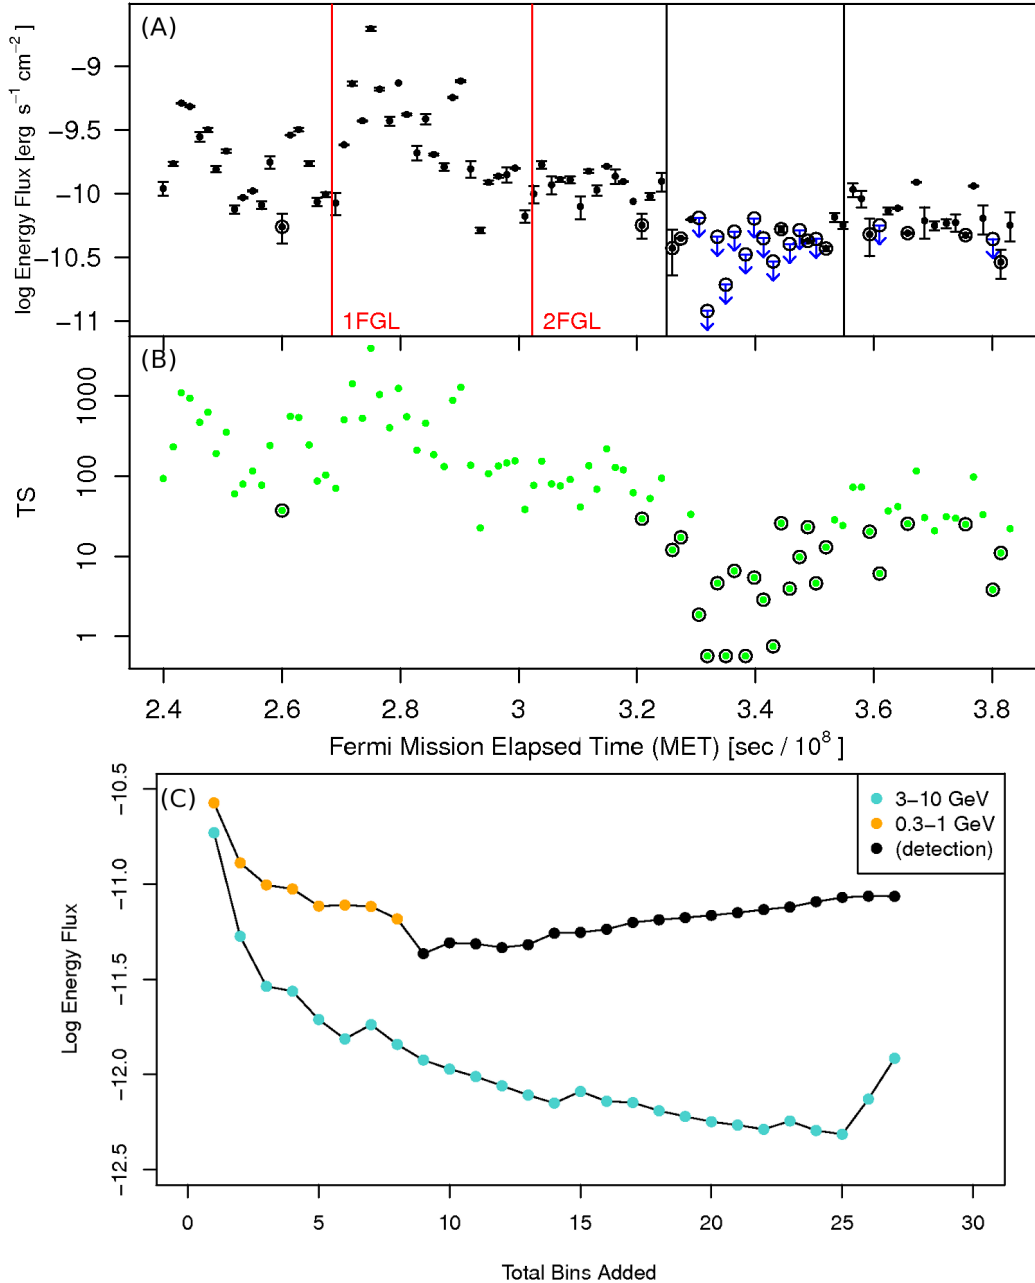 (A)
log Energy Flux [erg s⁻¹ cm⁻²]
−9
−9.5
−10
−10.5
−11
1FGL
2FGL
(B)
TS
1000
100
10
1
2.4 2.6 2.8 3 3.2 3.4 3.6 3.8
Fermi Mission Elapsed Time (MET) [sec / 10⁸ ]
(C)
Log Energy Flux
−10.5
−11.0
−11.5
−12.0
−12.5
3−10 GeV
0.3−1 GeV
(detection)
0 5 10 15 20 25 30
Total Bins Added